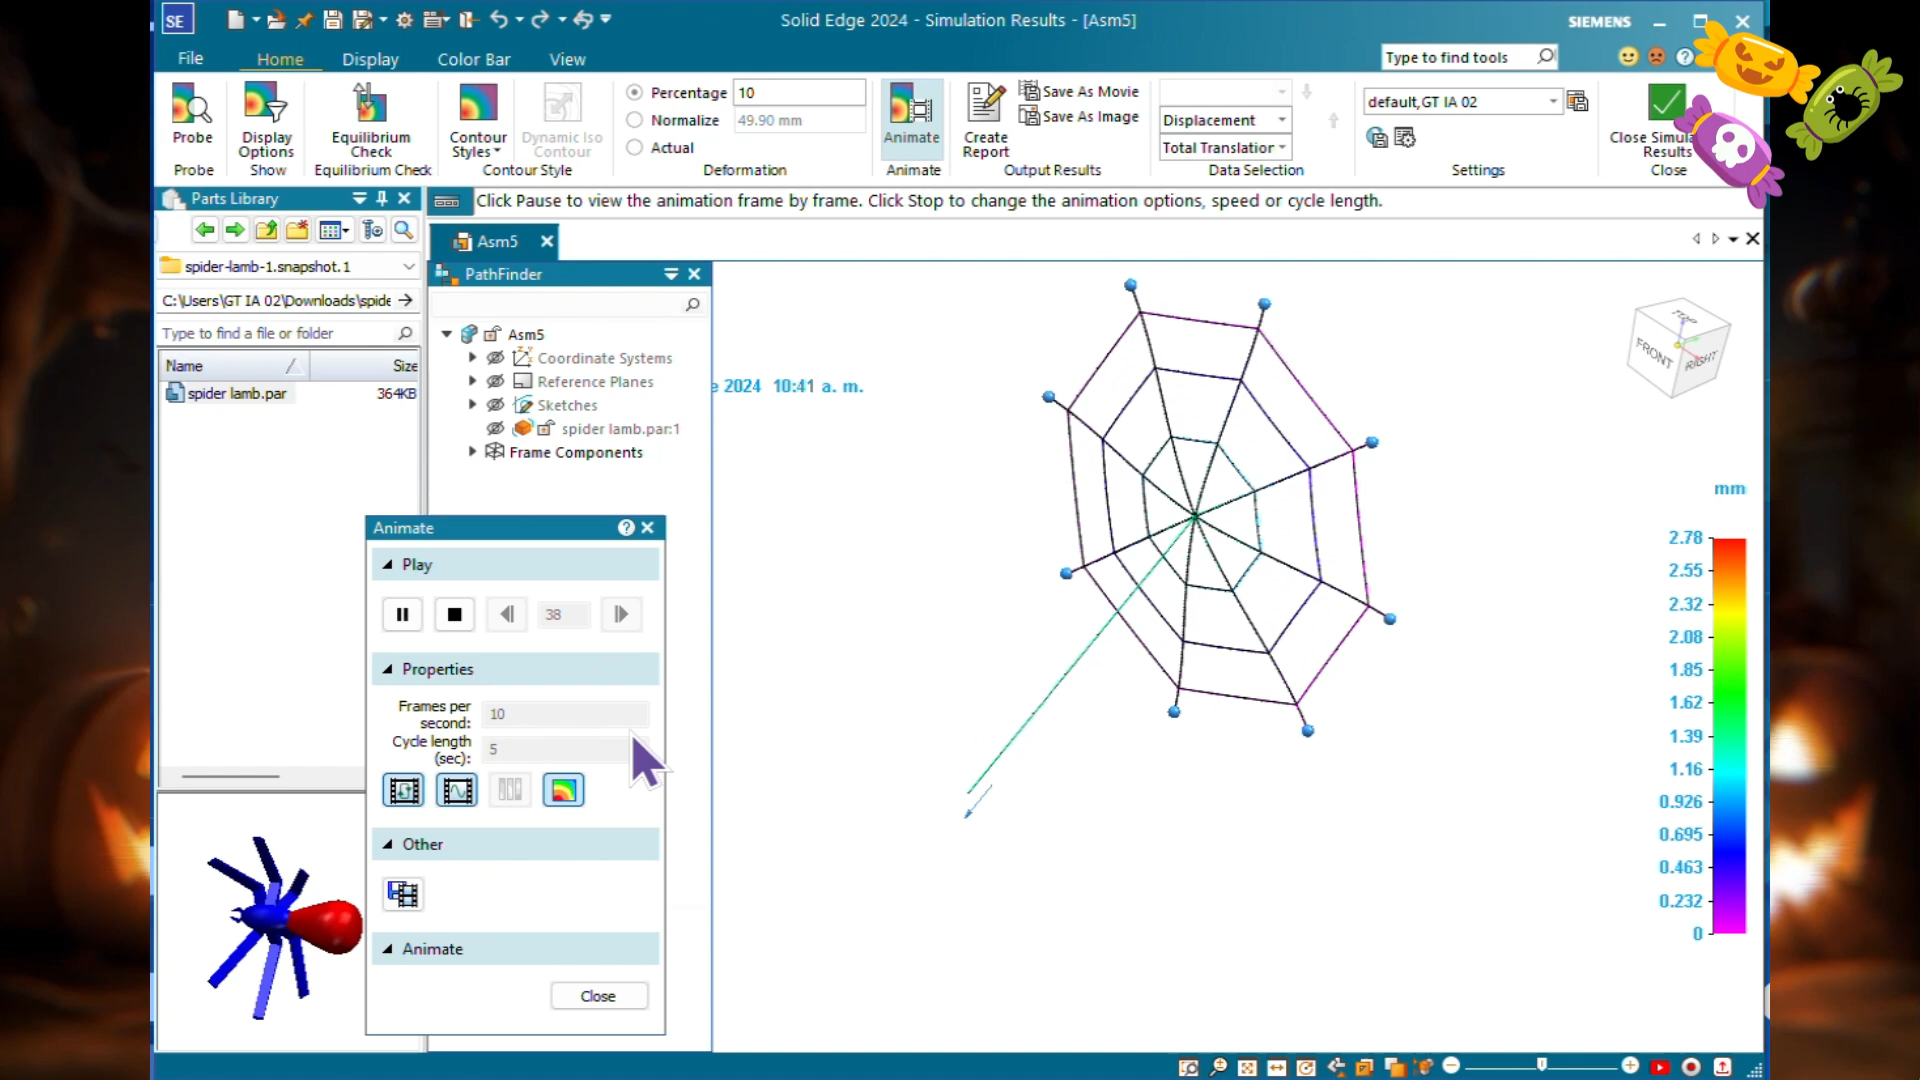 SE
Solid Edge 2024 - Simulation Results - [Asm5]
SIEMENS
File
Home
Display
Color Bar
View
Type to find tools
Probe
Display
Options
Equilibrium
Check
Contour
Styles
Dynamic Iso
Contour
Percentage
10
Normalize
49.90 mm
Actual
Animate
Create
Report
Save As Movie
Save As Image
Displacement
Total Translation
default,GT IA 02
Close Simula
Results
Probe
Show
Equilibrium Check
Contour Style
Deformation
Animate
Output Results
Data Selection
Settings
Close
Parts Library
Click Pause to view the animation frame by frame. Click Stop to change the animation options, speed or cycle length.
Asm5
spider-lamb-1.snapshot.1
C:\Users\GT IA 02\Downloads\spide
Type to find a file or folder
Name
Size
spider lamb.par
364KB
PathFinder
Asm5
Coordinate Systems
Reference Planes
Sketches
spider lamb.par:1
Frame Components
e 2024 10:41 a. m.
TOP
FRONT
RIGHT
Animate
Play
38
Properties
Frames per
second:
10
Cycle length
(sec):
5
Other
Animate
Close
mm
2.78
2.55
2.32
2.08
1.85
1.62
1.39
1.16
0.926
0.695
0.463
0.232
0